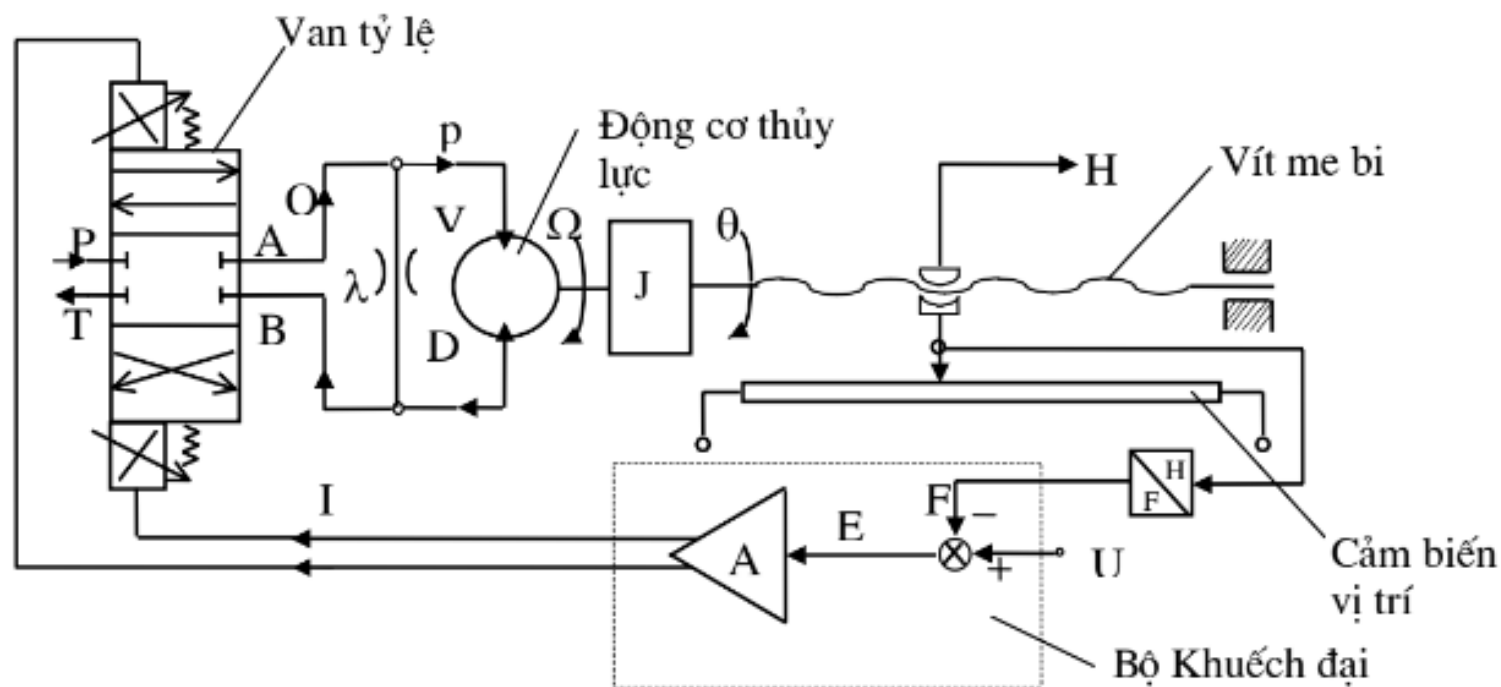 Van tỷ lệ
p
Động cơ thủy
lực
H
Vít me bi
Q
V
Ω
θ
P
A
J
λ
T
B
D
I
H
F
F
−
E
A
+
U
Cảm biến
vị trí
Bộ Khuếch đại